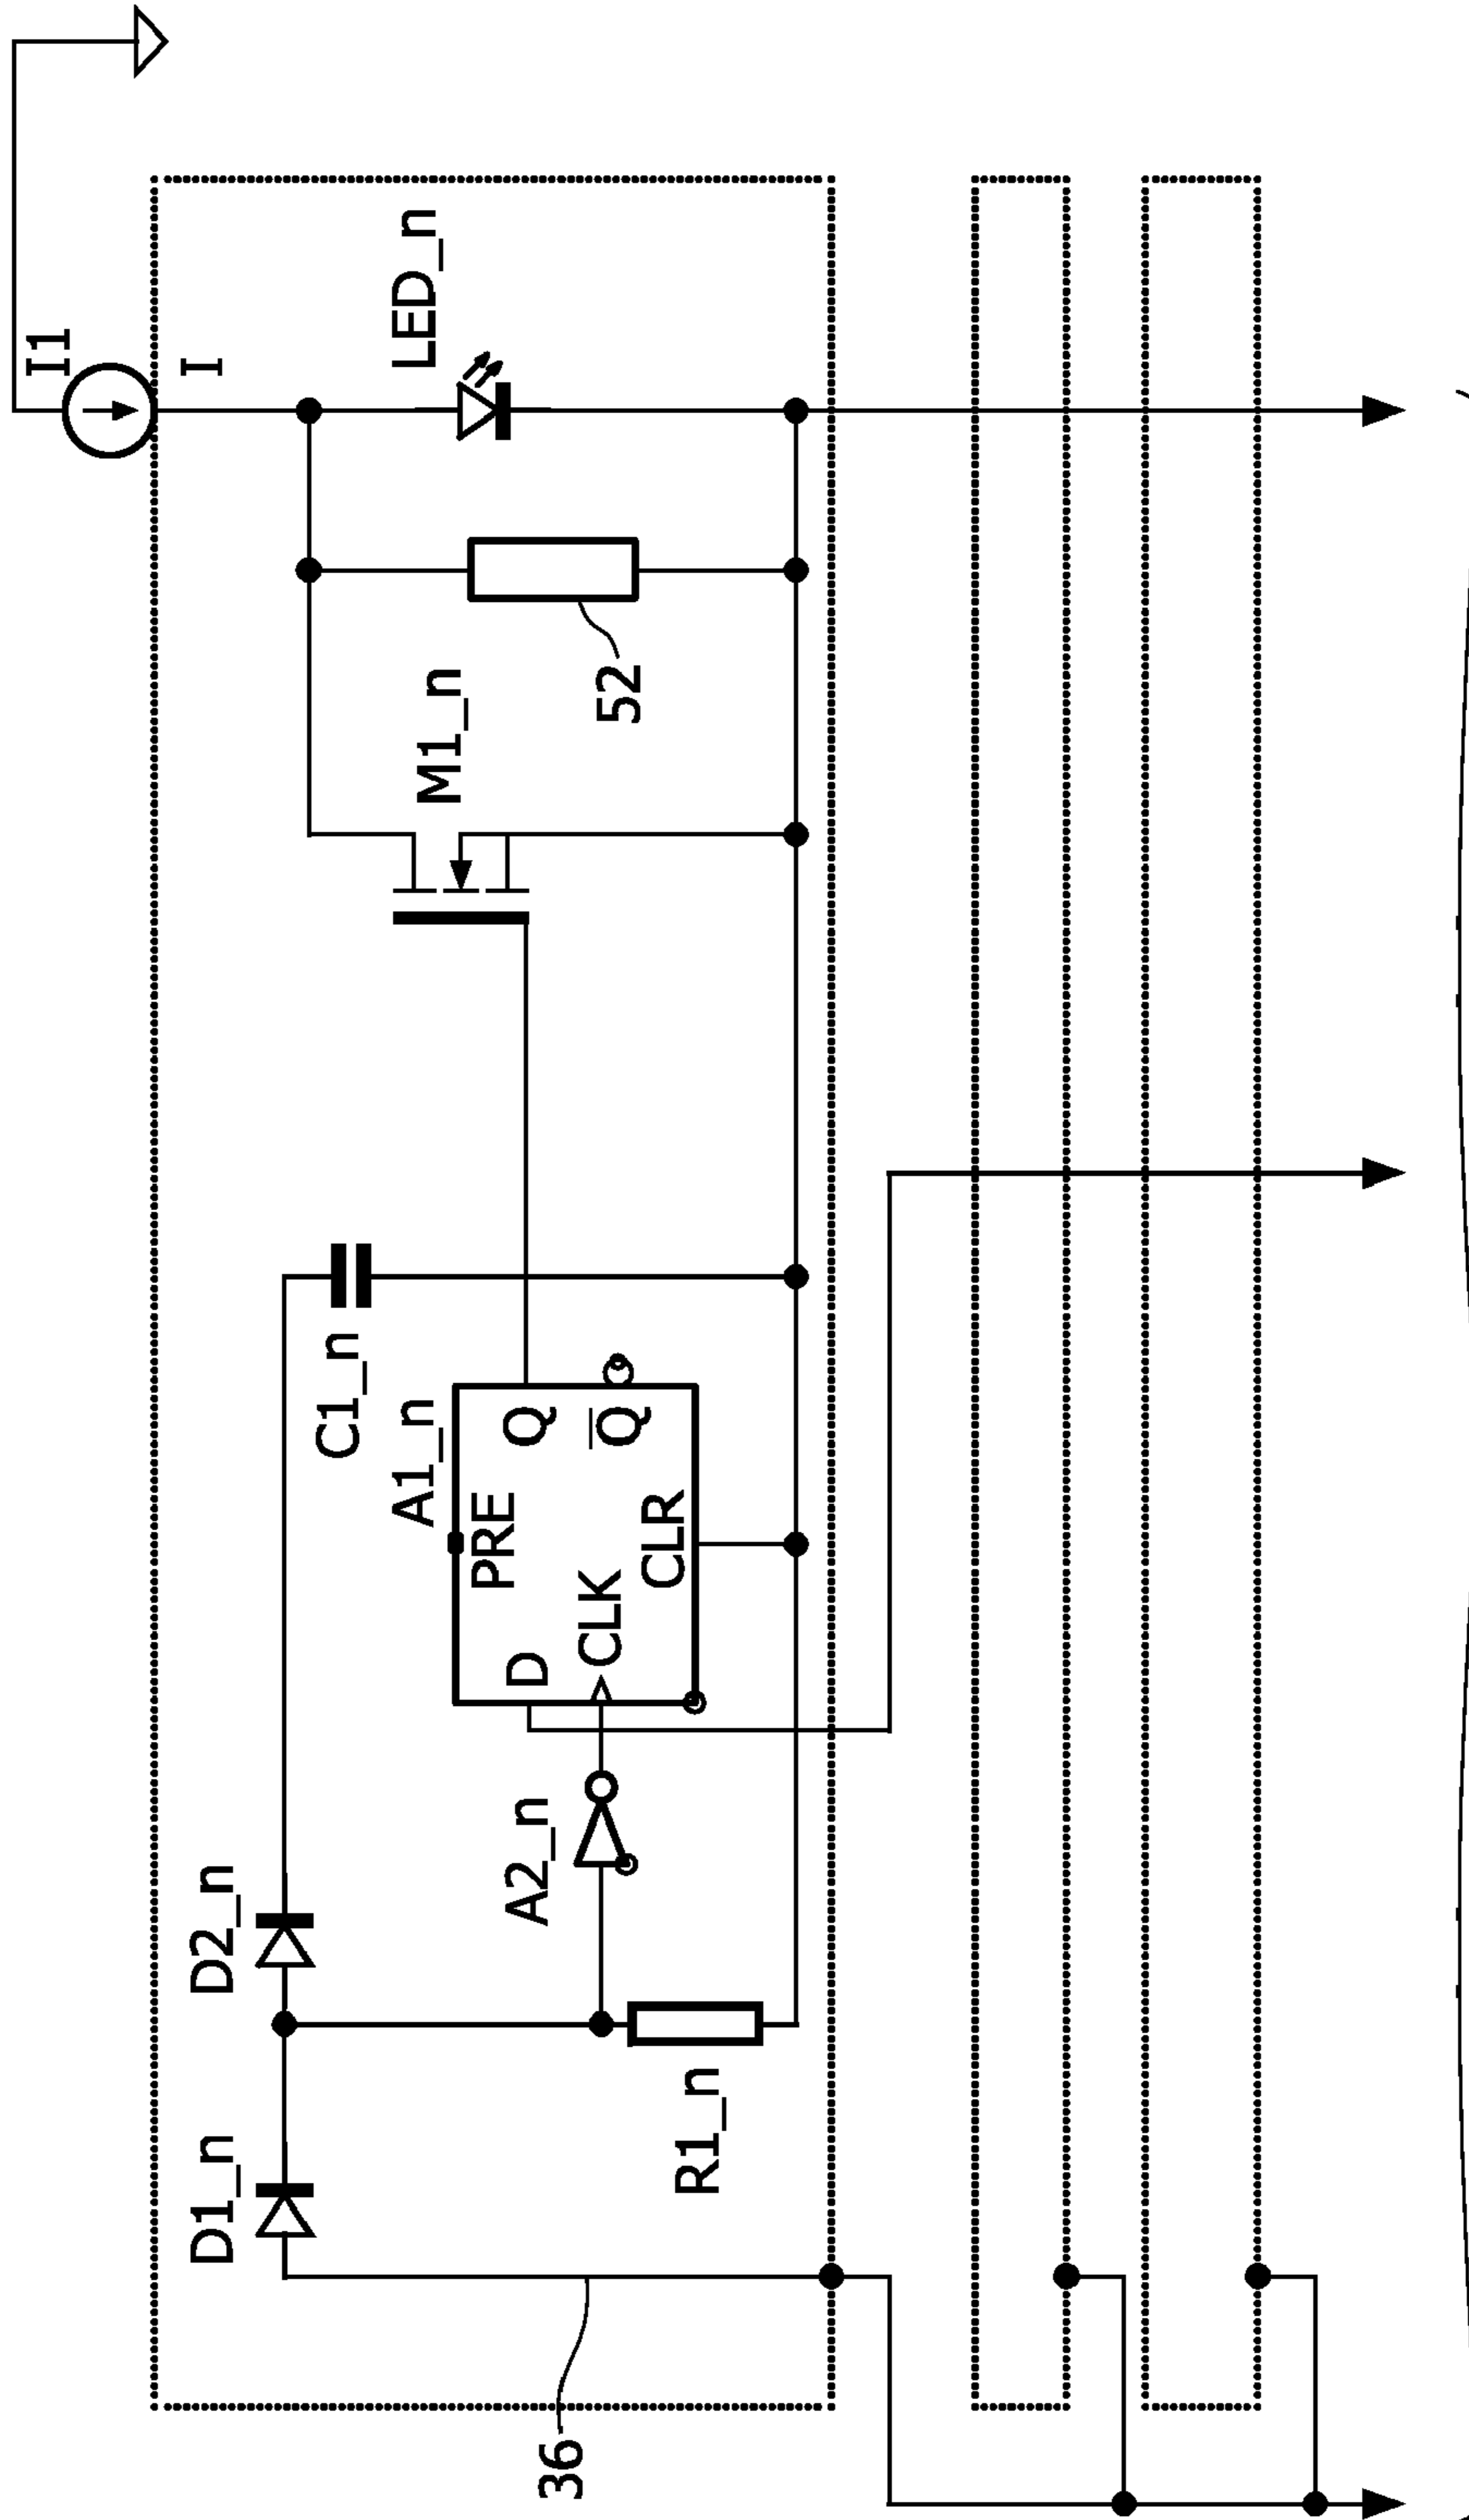 I1
I
LED_n
52
M1_n
C1_n
A1_n
PRE
Q
Q
CLR
CLK
D
A2_n
D2_n
R1_n
D1_n
36